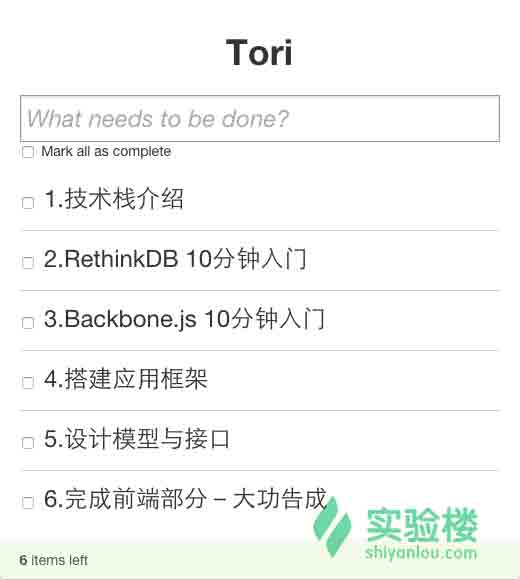 Tori
What needs to be done?
Mark all as complete
1.技术栈介绍
2.RethinkDB 10分钟入门
3.Backbone.js 10分钟入门
4.搭建应用框架
5.设计模型与接口
6.完成前端部分 – 大功告成
实验楼
shiyanlou.com
6 items left